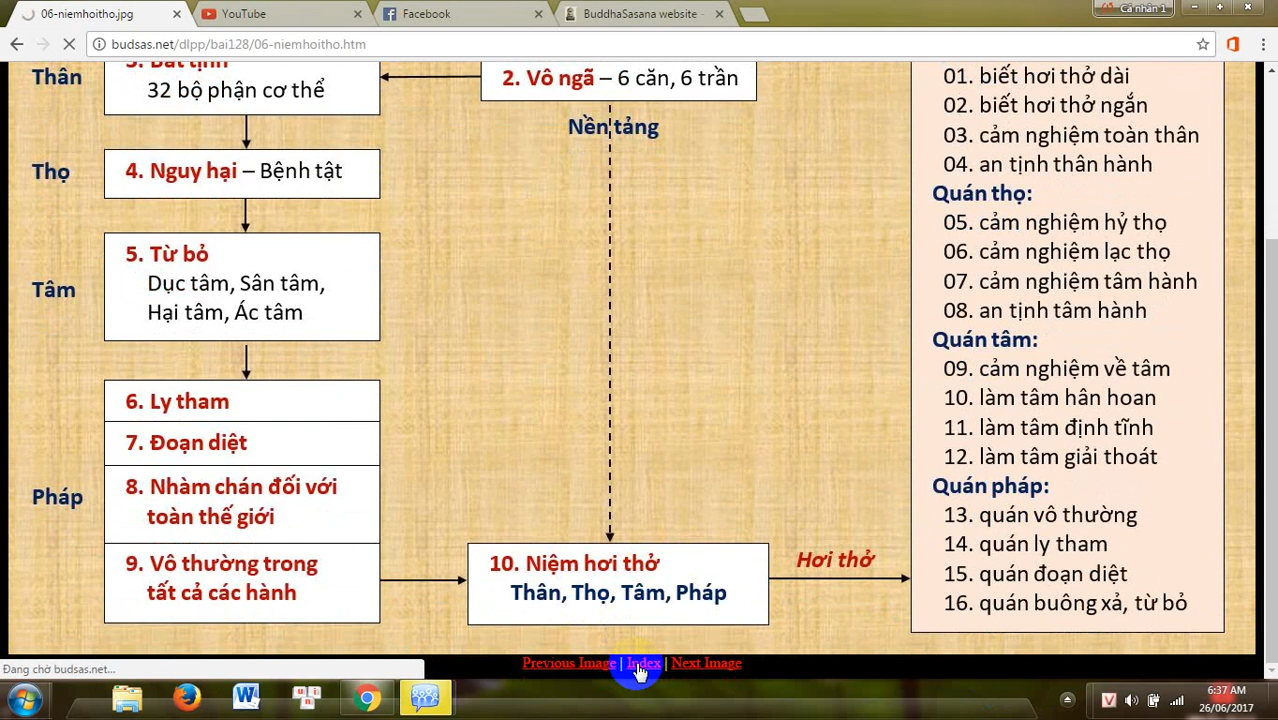 06-niemhoitho.jpg
YouTube
Facebook
BuddhaSasana website -
Cá nhân 1
budsas.net/dlpp/bai128/06-niemhoitho.htm
Thân
3. Bất tịnh
32 bộ phận cơ thể
2. Vô ngã – 6 căn, 6 trần
Nền tảng
Thọ
4. Nguy hại – Bệnh tật
Tâm
5. Từ bỏ
Dục tâm, Sân tâm,
Hại tâm, Ác tâm
Pháp
6. Ly tham
7. Đoạn diệt
8. Nhàm chán đối với
toàn thế giới
9. Vô thường trong
tất cả các hành
10. Niệm hơi thở
Thân, Thọ, Tâm, Pháp
Hơi thở
01. biết hơi thở dài
02. biết hơi thở ngắn
03. cảm nghiệm toàn thân
04. an tịnh thân hành
Quán thọ:
05. cảm nghiệm hỷ thọ
06. cảm nghiệm lạc thọ
07. cảm nghiệm tâm hành
08. an tịnh tâm hành
Quán tâm:
09. cảm nghiệm về tâm
10. làm tâm hân hoan
11. làm tâm định tĩnh
12. làm tâm giải thoát
Quán pháp:
13. quán vô thường
14. quán ly tham
15. quán đoạn diệt
16. quán buông xả, từ bỏ
Previous Image | Index | Next Image
Đang chờ budsas.net...
6:37 AM
26/06/2017